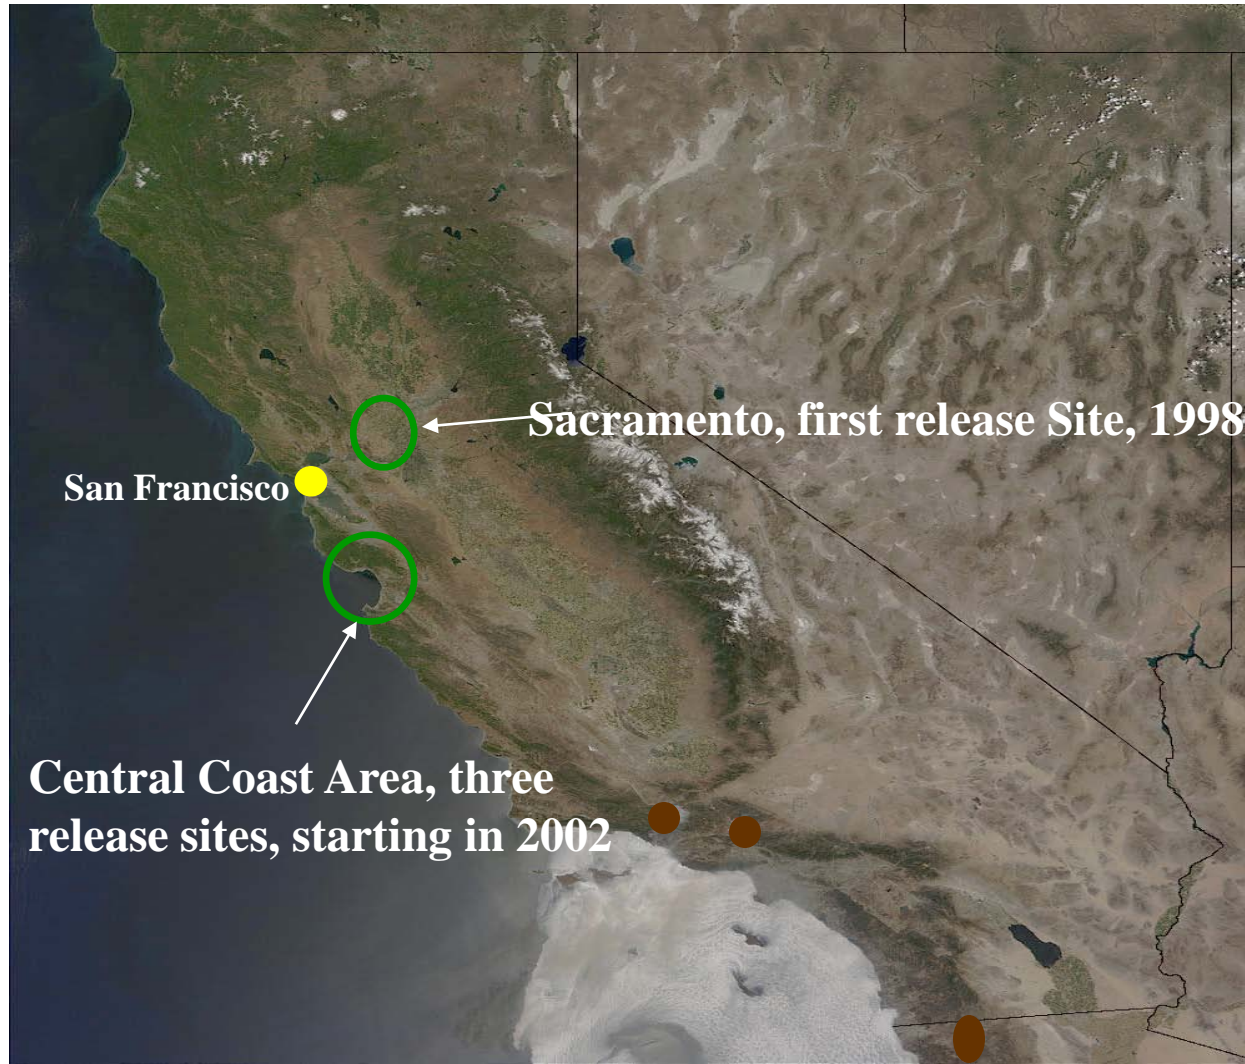 Sacramento, first release Site, 1998
San Francisco
Central Coast Area, three
release sites, starting in 2002